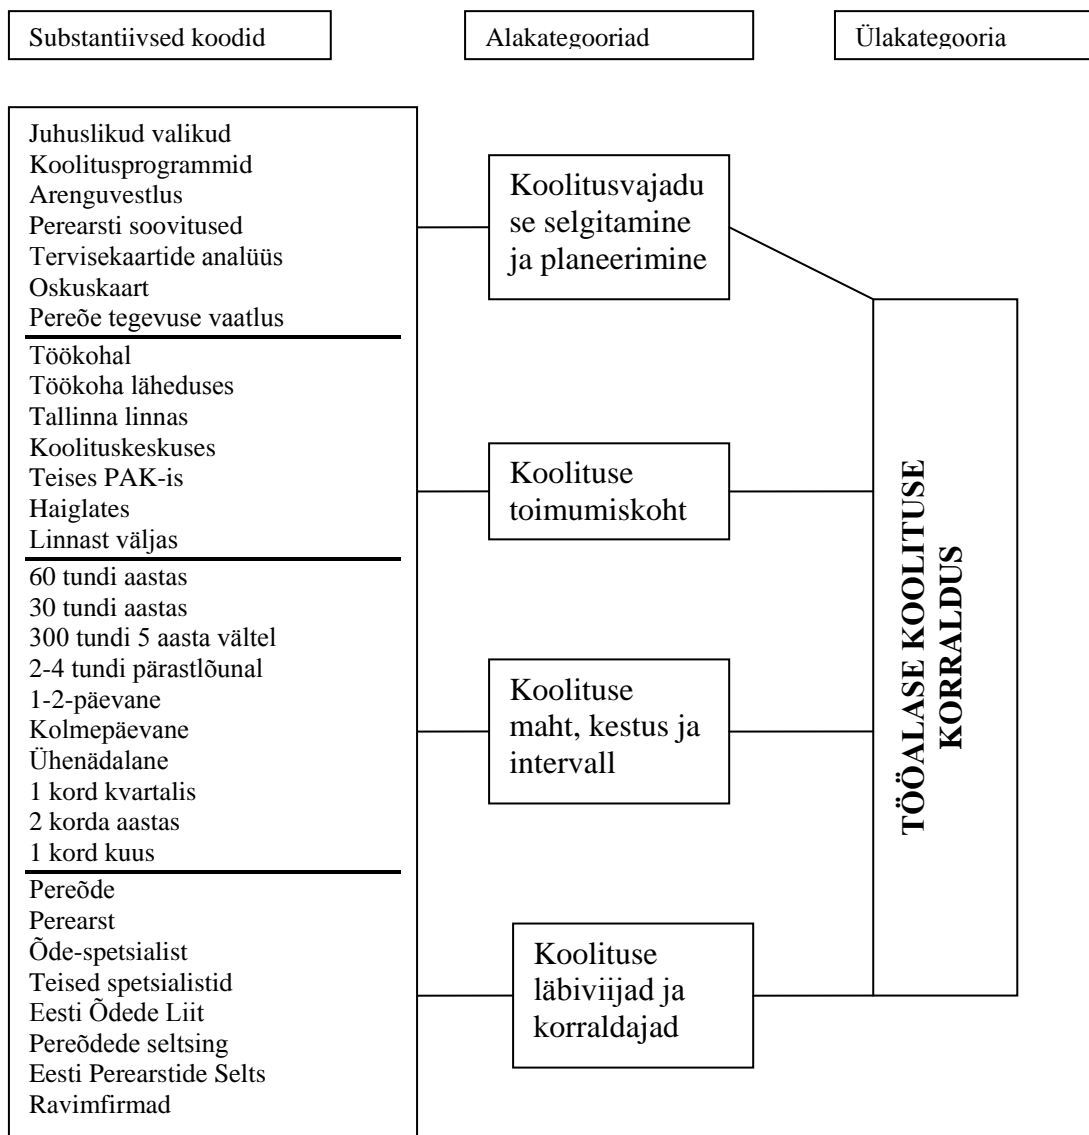 Substantiivsed koodid
Alakategooriad
Ülakategooria
Juhuslikud valikud
Koolitusprogrammid
Arenguvestlus
Perearsti soovitused
Tervisekaartide analüüs
Oskuskaart
Pereõe tegevuse vaatlus
Koolitusvajadu
se selgitamine
ja planeerimine
Töökohal
Töökoha läheduses
Tallinna linnas
Koolituskeskuses
Teises PAK-is
Haiglates
Linnast väljas
Koolituse
toimumiskoht
60 tundi aastas
30 tundi aastas
300 tundi 5 aasta vältel
2-4 tundi pärastlõunal
1-2-päevane
Kolmepäevane
Ühenädalane
1 kord kvartalis
2 korda aastas
1 kord kuus
Koolituse
maht, kestus ja
intervall
Pereõde
Perearst
Õde-spetsialist
Teised spetsialistid
Eesti Õdede Liit
Pereõdede seltsing
Eesti Perearstide Selts
Ravimfirmad
Koolituse
läbiviijad ja
korraldajad
TÖÖALASE KOOLITUSE
KORRALDUS